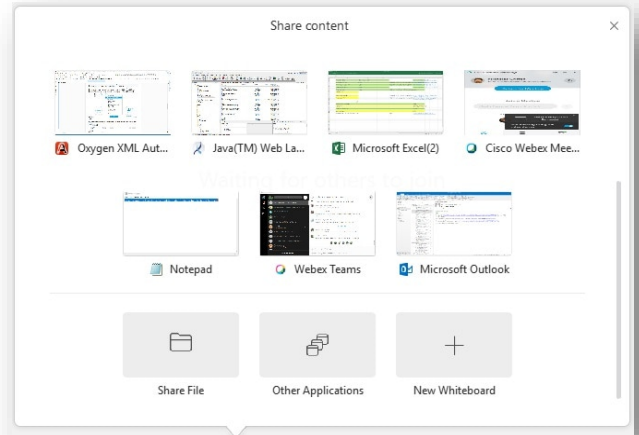 Share content
Oxygen XML Aut...
Java(TM) Web La...
Microsoft Excel(2)
Cisco Webex Mee...
Waiting for others to join
Notepad
Webex Teams
Microsoft Outlook
Share File
Other Applications
New Whiteboard